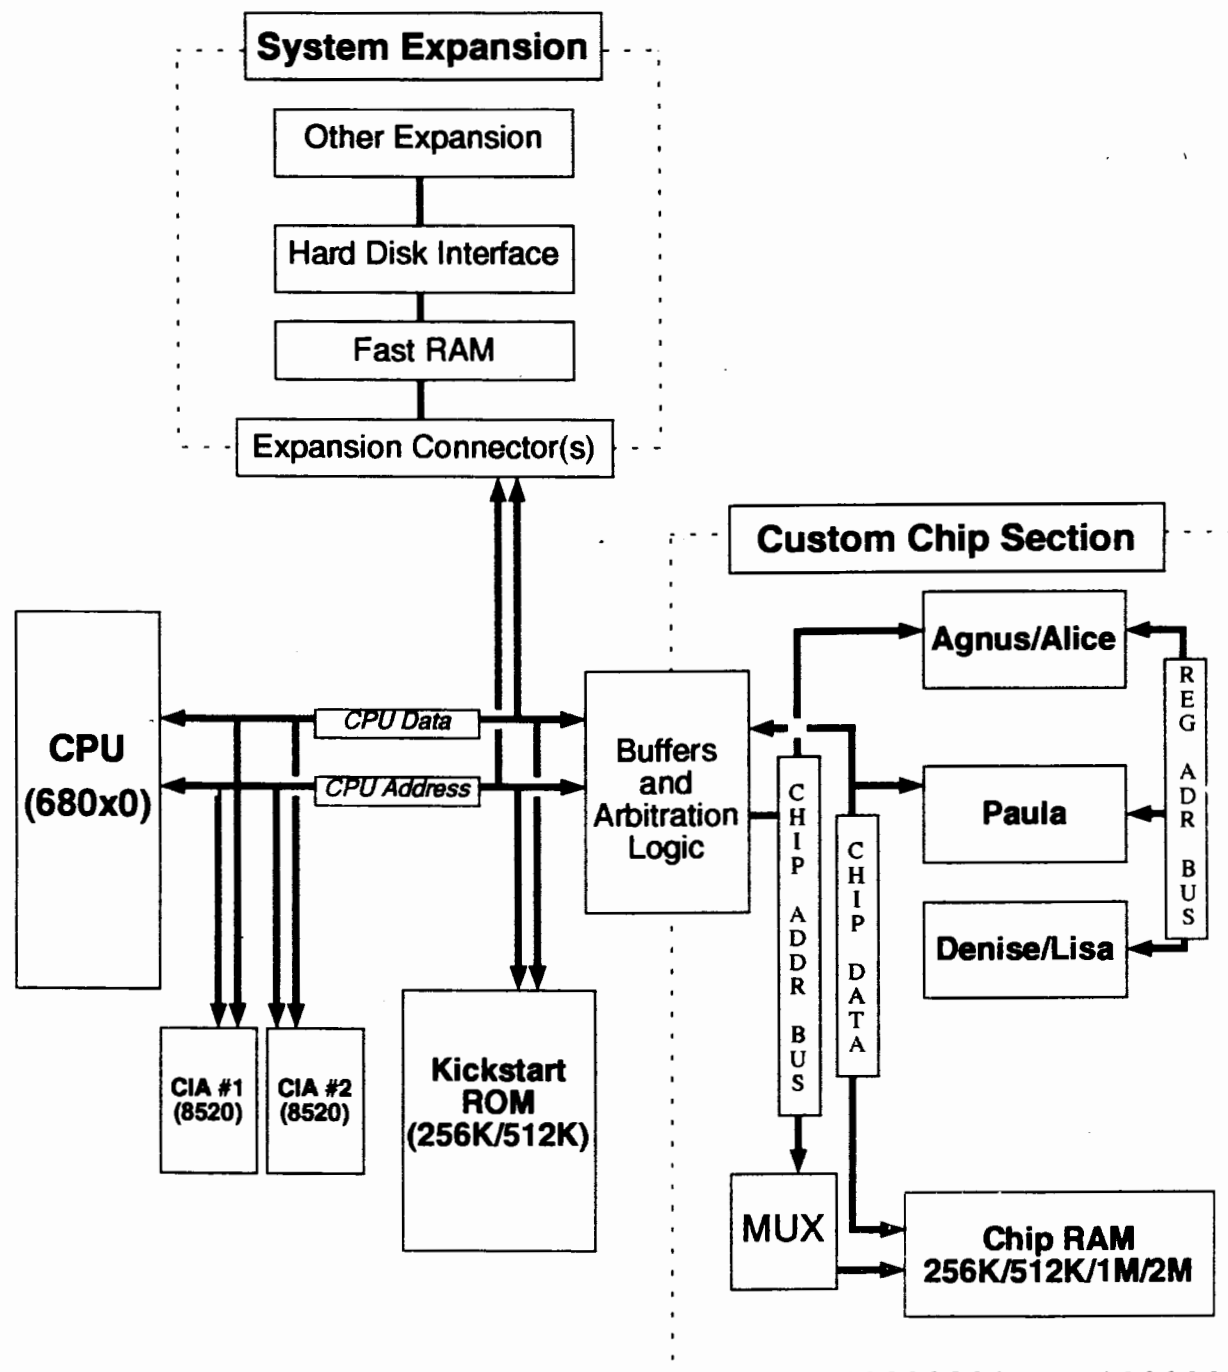 System Expansion
Other Expansion
Hard Disk Interface
Fast RAM
Expansion Connector(s)
Custom Chip Section
CPU
(680x0)
CPU Data
CPU Address
Buffers
and
Arbitration
Logic
Agnus/Alice
Paula
Denise/Lisa
REG ADR BUS
CHIP ADDR BUS
CHIP DATA
CIA #1
(8520)
CIA #2
(8520)
Kickstart
ROM
(256K/512K)
MUX
Chip RAM
256K/512K/1M/2M